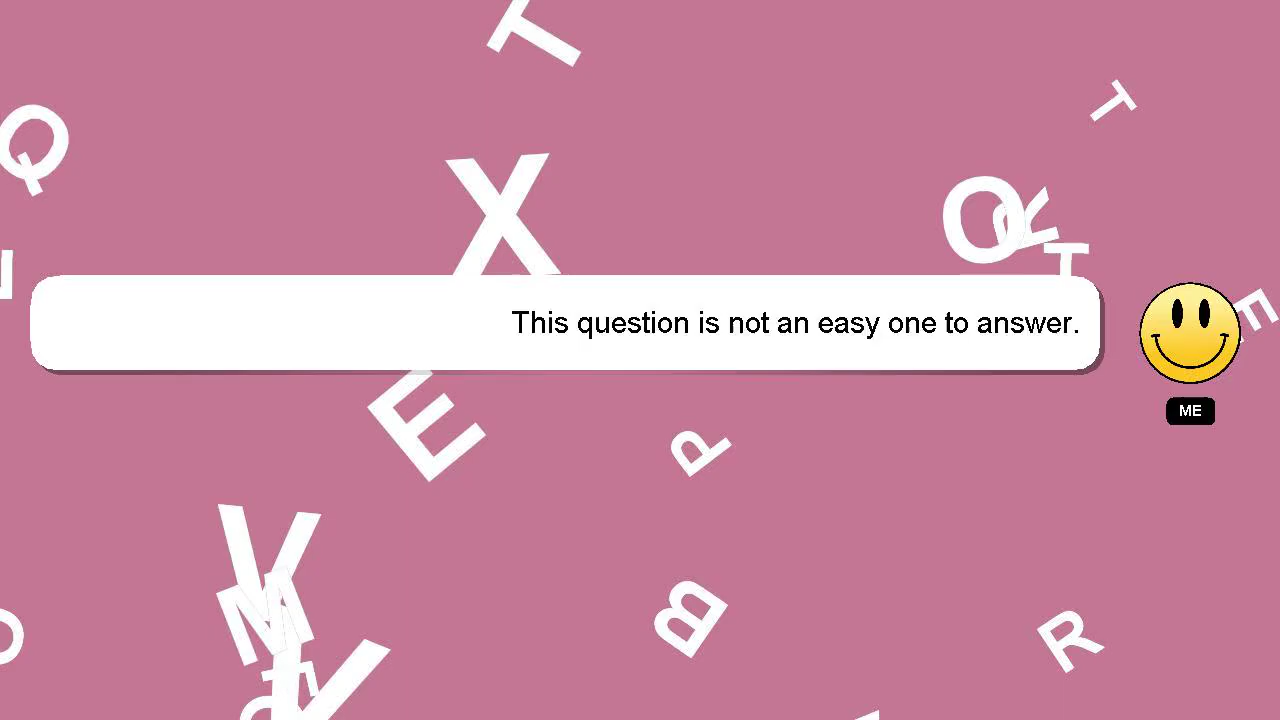 T
T
Q
X
O
R
T
E
This question is not an easy one to answer.
ME
E
P
V
M
B
R
V